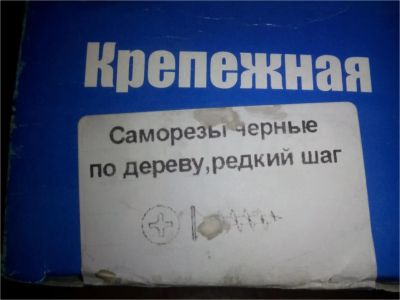 Крепежная
Саморезы черные
по дереву,редкий шаг